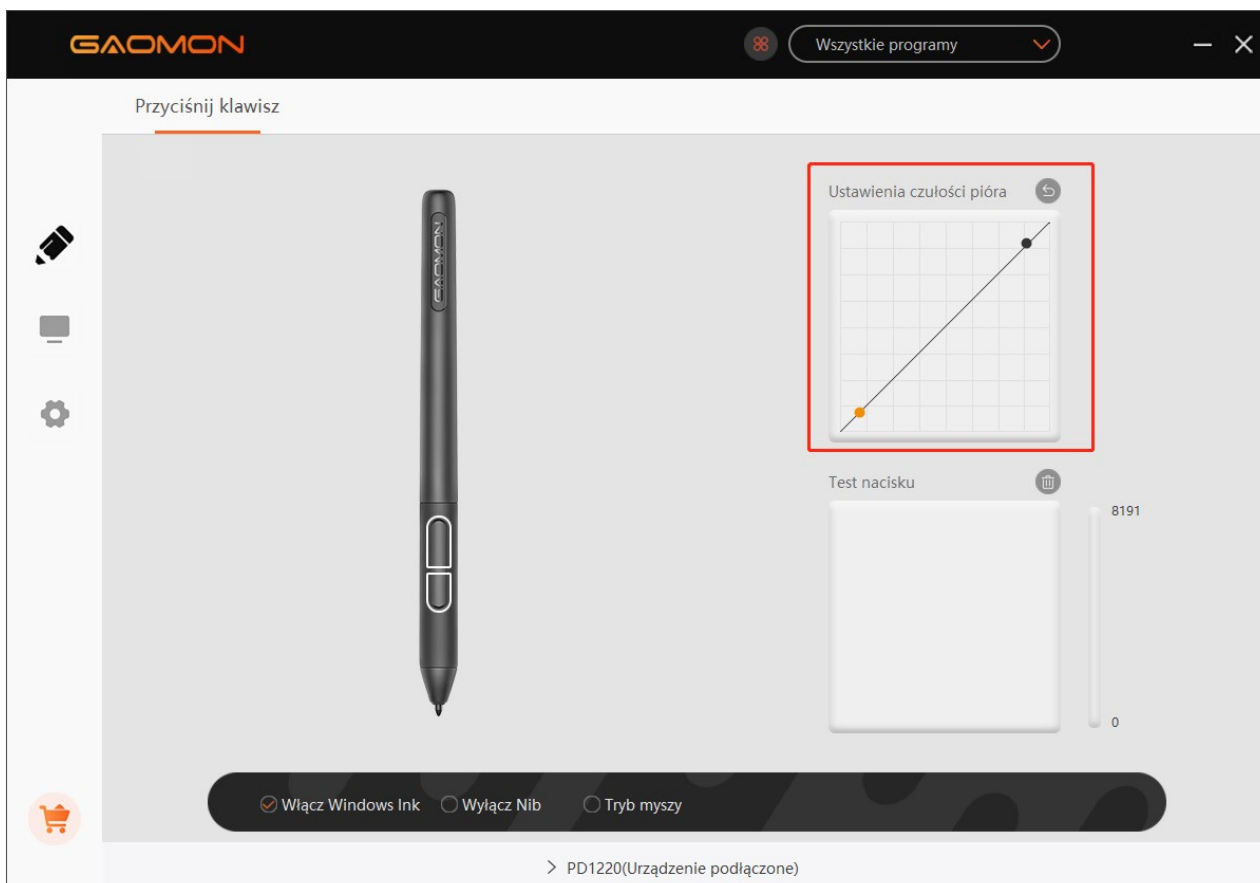 GAOMON
Wszystkie programy
Przyciśnij klawisz
GAOMON
Ustawienia czułości pióra
Test nacisku
8191
0
Włącz Windows Ink Wyłącz Nib Tryb myszy
PD1220(Urządzenie podłączone)